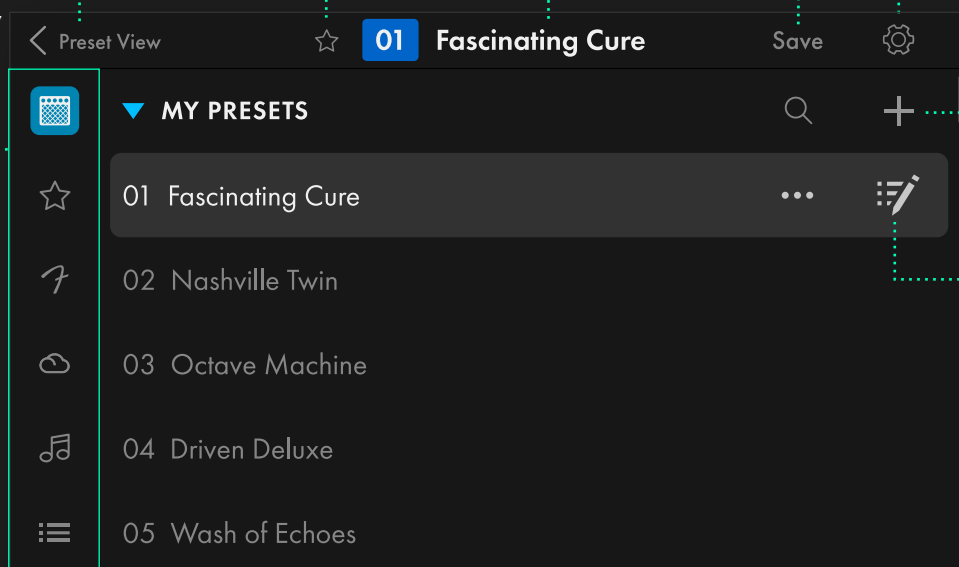 Preset View 01 Fascinating Cure Save
MY PRESETS
01 Fascinating Cure
02 Nashville Twin
03 Octave Machine
04 Driven Deluxe
05 Wash of Echoes